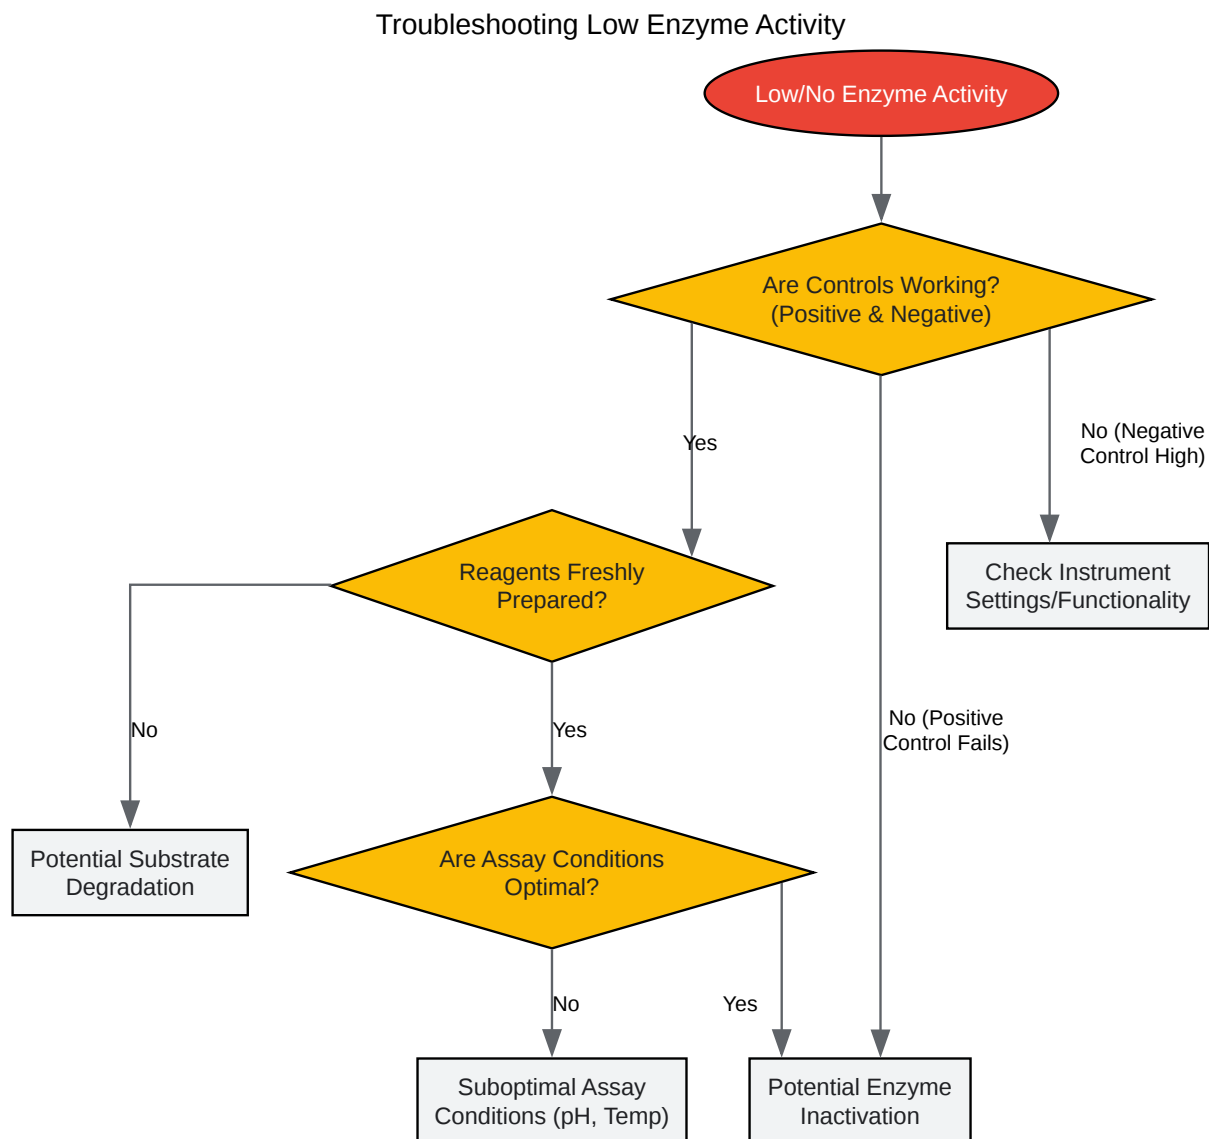 Troubleshooting Low Enzyme Activity
Low/No Enzyme Activity
Are Controls Working?
(Positive & Negative)
Yes
No (Negative
Control High)
Reagents Freshly
Prepared?
Check Instrument
Settings/Functionality
No
Yes
No (Positive
Control Fails)
Potential Substrate
Degradation
Are Assay Conditions
Optimal?
No
Yes
Suboptimal Assay
Conditions (pH, Temp)
Potential Enzyme
Inactivation